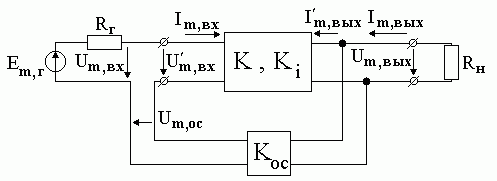 Rг
Im,вх
I′m,вых
Im,вых
Em,г
Um,вх
U′m,вх
K , Ki
Um,вых
Rн
Um,ос
Kос